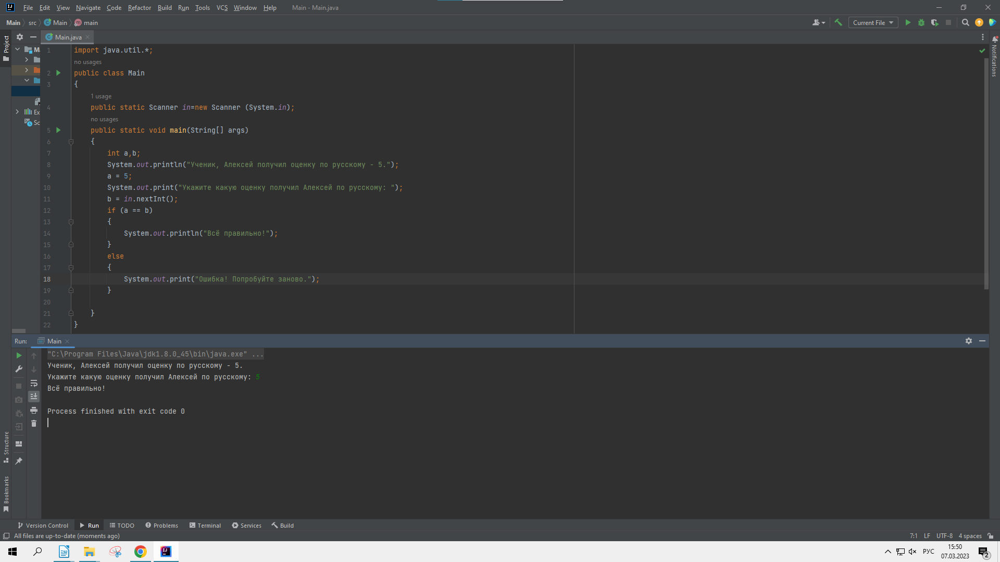 File Edit View Navigate Code Refactor Build Run Tools VCS Window Help Main - Main.java
Main src Main main Current File
Project Main.java
Notifications
1 import java.util.*;
no usages
2 public class Main
3 {
1 usage
4 public static Scanner in=new Scanner (System.in);
no usages
5 public static void main(String[] args)
6 {
7 int a,b;
8 System.out.println("Ученик, Алексей получил оценку по русскому - 5.");
9 a = 5;
10 System.out.print("Укажите какую оценку получил Алексей по русскому: ");
11 b = in.nextInt();
12 if (a == b)
13 {
14 System.out.println("Всё правильно!");
15 }
16 else
17 {
18 System.out.print("Ошибка! Попробуйте заново.");
19 }
20
21 }
22 }
Ex
Sc
Run: Main
"C:\Program Files\Java\jdk1.8.0_45\bin\java.exe" ...
Ученик, Алексей получил оценку по русскому - 5.
Укажите какую оценку получил Алексей по русскому: 5
Всё правильно!
Process finished with exit code 0
Structure
Bookmarks
Version Control Run TODO Problems Terminal Services Build
All files are up-to-date (moments ago) 7:1 LF UTF-8 4 spaces
РУС 15:50
07.03.2023 2